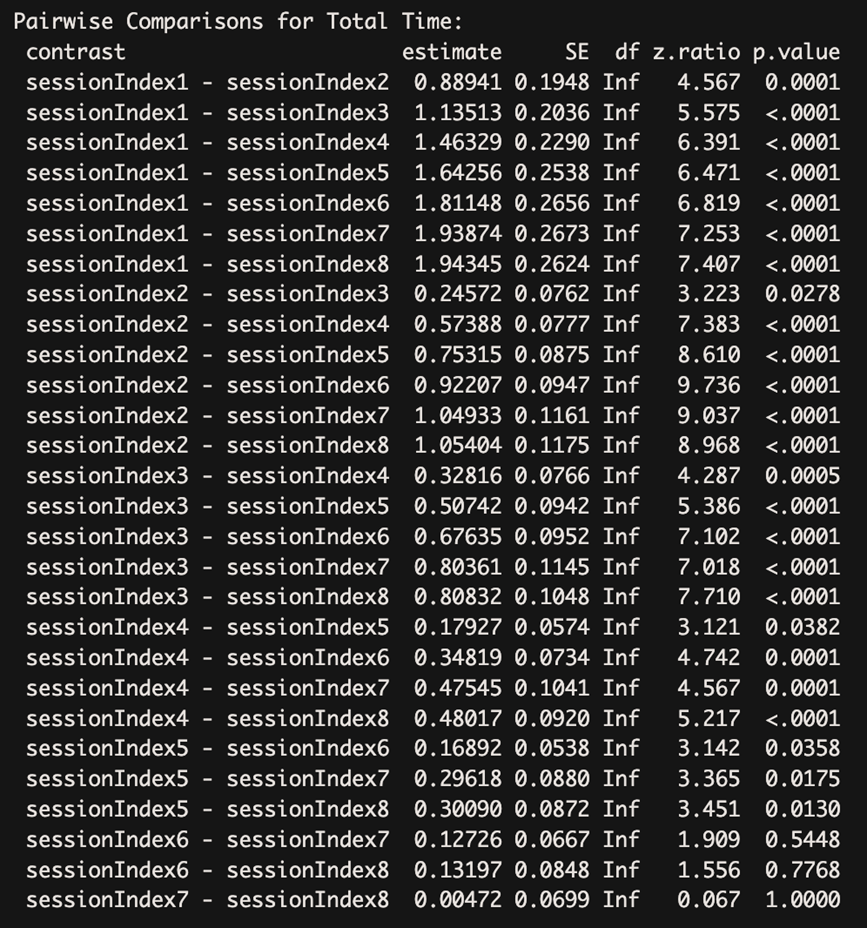 Pairwise Comparisons for Total Time:
contrast estimate SE df z.ratio p.value
sessionIndex1 - sessionIndex2 0.88941 0.1948 Inf 4.567 0.0001
sessionIndex1 - sessionIndex3 1.13513 0.2036 Inf 5.575 <.0001
sessionIndex1 - sessionIndex4 1.46329 0.2290 Inf 6.391 <.0001
sessionIndex1 - sessionIndex5 1.64256 0.2538 Inf 6.471 <.0001
sessionIndex1 - sessionIndex6 1.81148 0.2656 Inf 6.819 <.0001
sessionIndex1 - sessionIndex7 1.93874 0.2673 Inf 7.253 <.0001
sessionIndex1 - sessionIndex8 1.94345 0.2624 Inf 7.407 <.0001
sessionIndex2 - sessionIndex3 0.24572 0.0762 Inf 3.223 0.0278
sessionIndex2 - sessionIndex4 0.57388 0.0777 Inf 7.383 <.0001
sessionIndex2 - sessionIndex5 0.75315 0.0875 Inf 8.610 <.0001
sessionIndex2 - sessionIndex6 0.92207 0.0947 Inf 9.736 <.0001
sessionIndex2 - sessionIndex7 1.04933 0.1161 Inf 9.037 <.0001
sessionIndex2 - sessionIndex8 1.05404 0.1175 Inf 8.968 <.0001
sessionIndex3 - sessionIndex4 0.32816 0.0766 Inf 4.287 0.0005
sessionIndex3 - sessionIndex5 0.50742 0.0942 Inf 5.386 <.0001
sessionIndex3 - sessionIndex6 0.67635 0.0952 Inf 7.102 <.0001
sessionIndex3 - sessionIndex7 0.80361 0.1145 Inf 7.018 <.0001
sessionIndex3 - sessionIndex8 0.80832 0.1048 Inf 7.710 <.0001
sessionIndex4 - sessionIndex5 0.17927 0.0574 Inf 3.121 0.0382
sessionIndex4 - sessionIndex6 0.34819 0.0734 Inf 4.742 0.0001
sessionIndex4 - sessionIndex7 0.47545 0.1041 Inf 4.567 0.0001
sessionIndex4 - sessionIndex8 0.48017 0.0920 Inf 5.217 <.0001
sessionIndex5 - sessionIndex6 0.16892 0.0538 Inf 3.142 0.0358
sessionIndex5 - sessionIndex7 0.29618 0.0880 Inf 3.365 0.0175
sessionIndex5 - sessionIndex8 0.30090 0.0872 Inf 3.451 0.0130
sessionIndex6 - sessionIndex7 0.12726 0.0667 Inf 1.909 0.5448
sessionIndex6 - sessionIndex8 0.13197 0.0848 Inf 1.556 0.7768
sessionIndex7 - sessionIndex8 0.00472 0.0699 Inf 0.067 1.0000